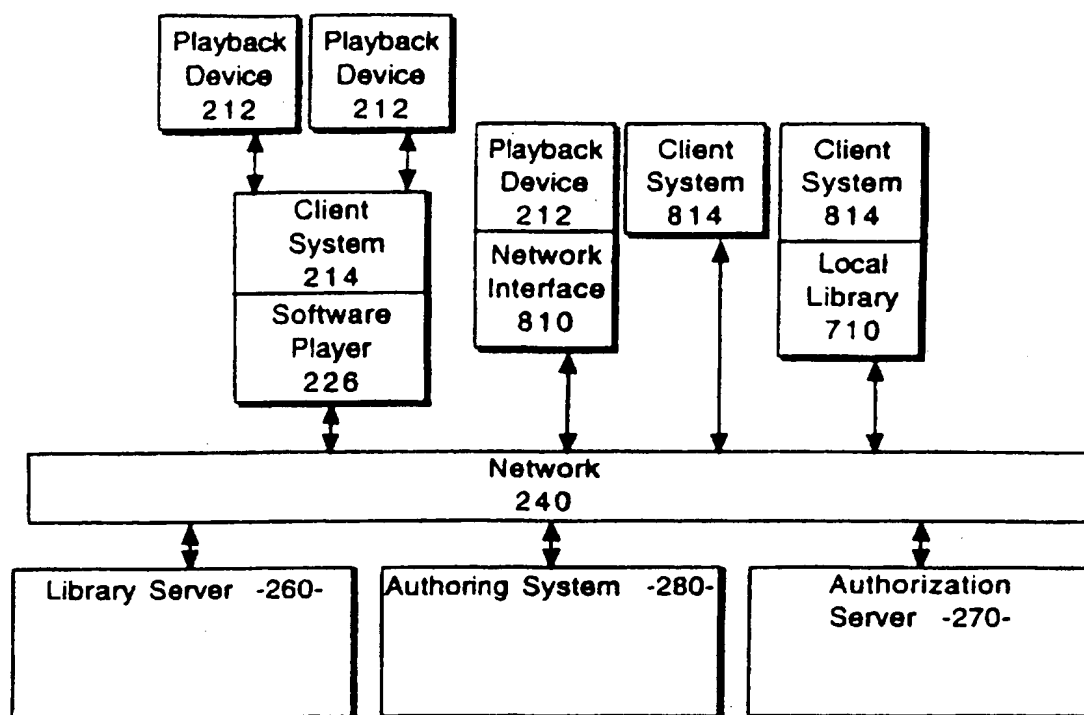 Playback
Device
212
Playback
Device
212
Client
System
214
Software
Player
226
Playback
Device
212
Network
Interface
810
Client
System
814
Client
System
814
Local
Library
710
Network
240
Library Server -260-
Authoring System -280-
Authorization
Server -270-